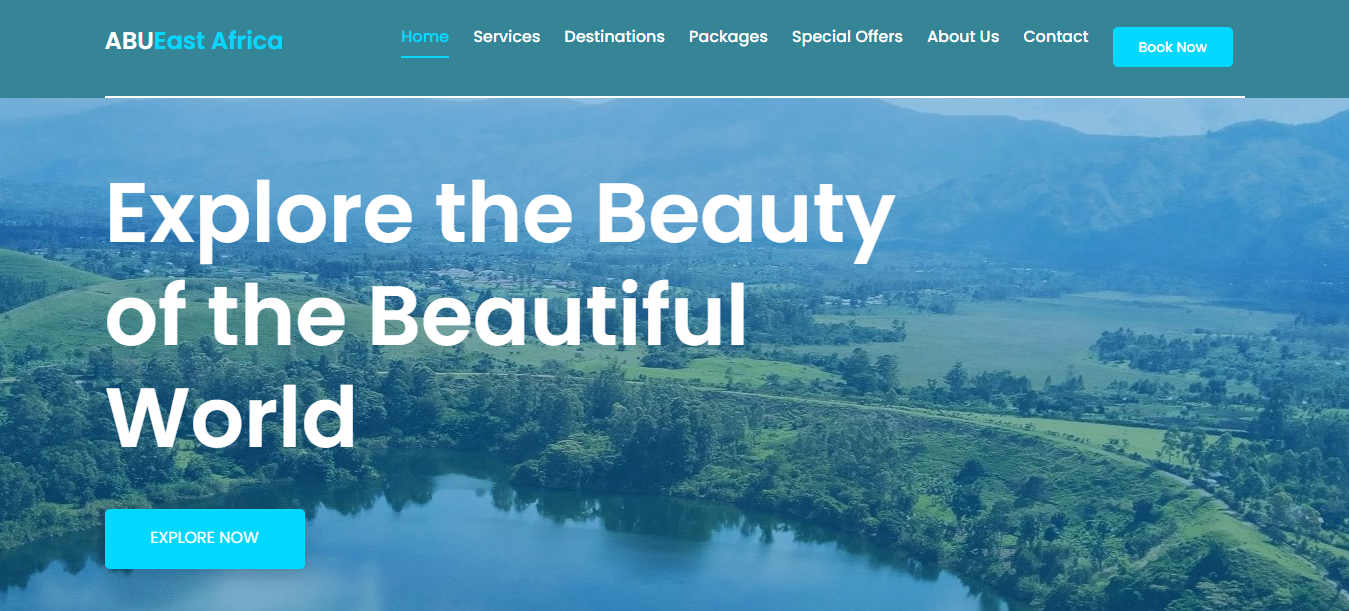 ABUEast Africa
Home Services Destinations Packages Special Offers About Us Contact Book Now
Explore the Beauty
of the Beautiful
World
EXPLORE NOW